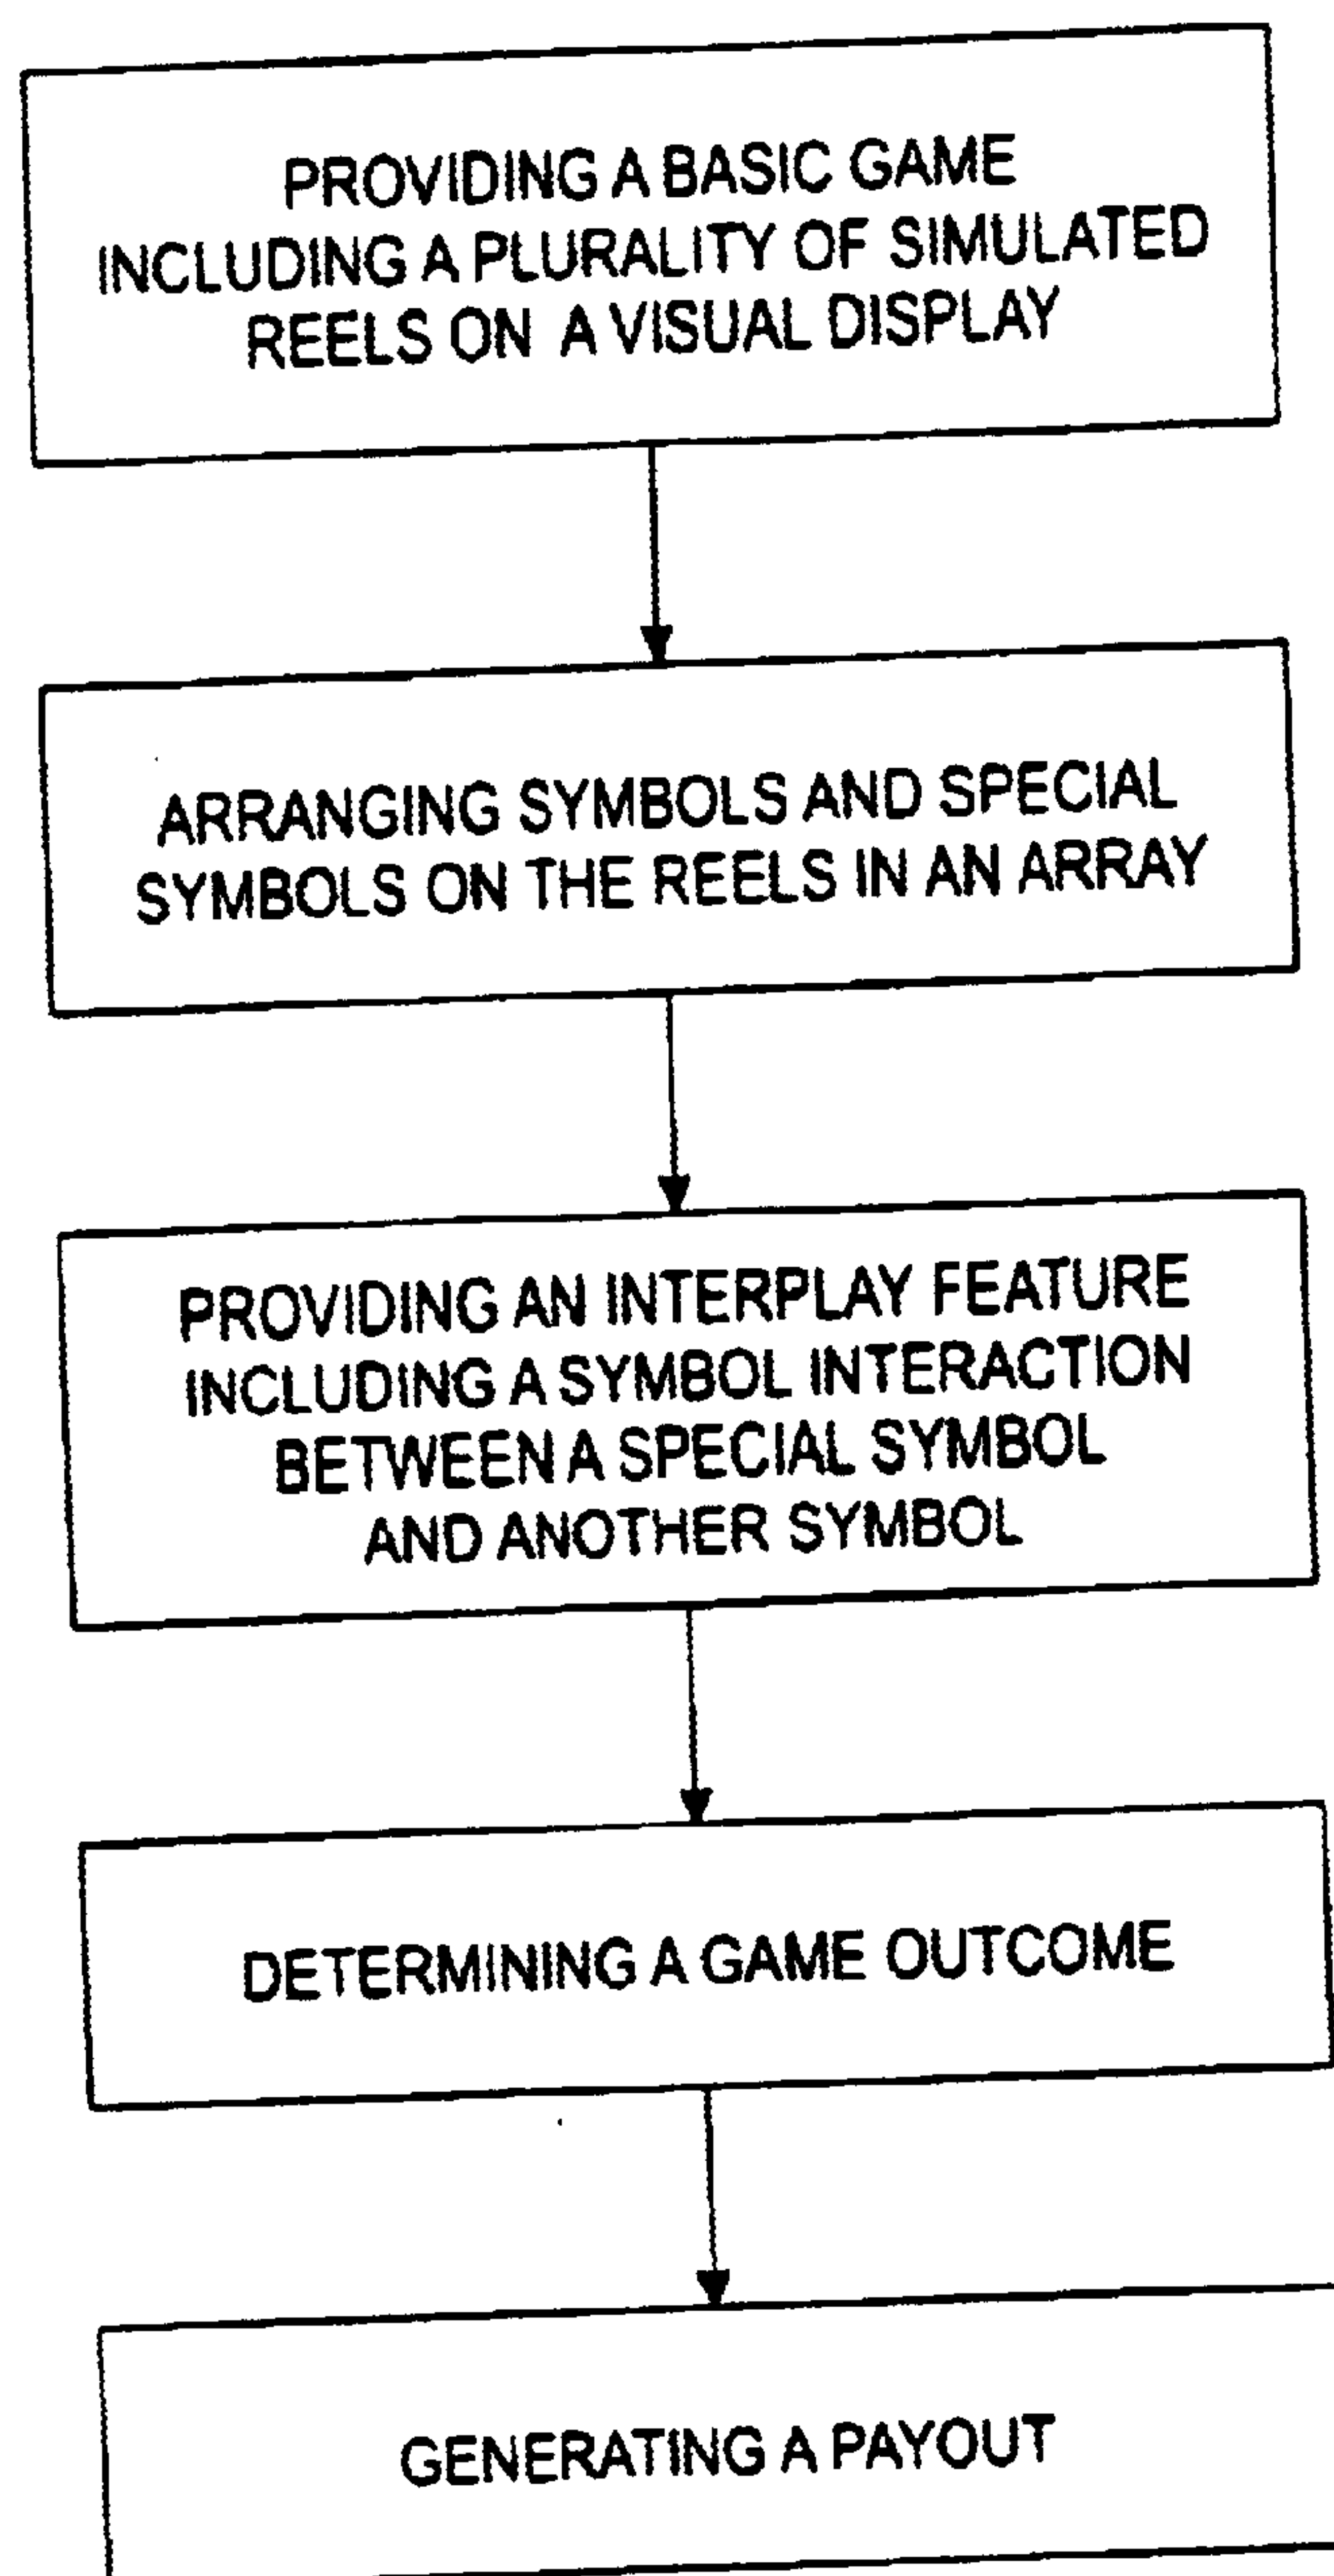 PROVIDING A BASIC GAME
INCLUDING A PLURALITY OF SIMULATED
REELS ON A VISUAL DISPLAY
ARRANGING SYMBOLS AND SPECIAL
SYMBOLS ON THE REELS IN AN ARRAY
PROVIDING AN INTERPLAY FEATURE
INCLUDING A SYMBOL INTERACTION
BETWEEN A SPECIAL SYMBOL
AND ANOTHER SYMBOL
DETERMINING A GAME OUTCOME
GENERATING A PAYOUT